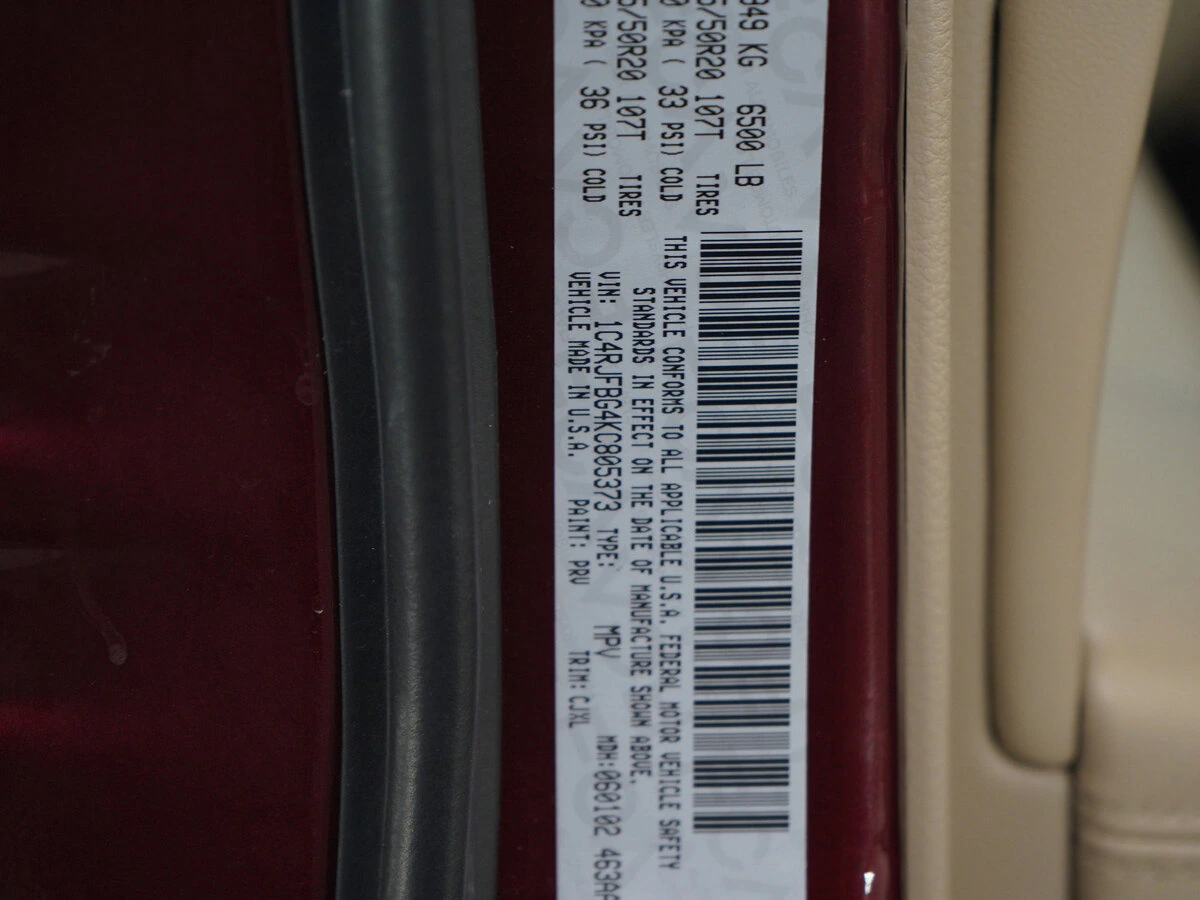 949 KG 6500 LB
5/50R20 107T TIRES
0 KPA ( 33 PSI) COLD
5/50R20 107T TIRES
0 KPA ( 36 PSI) COLD
THIS VEHICLE CONFORMS TO ALL APPLICABLE U.S.A. FEDERAL MOTOR VEHICLE SAFETY
STANDARDS IN EFFECT ON THE DATE OF MANUFACTURE SHOWN ABOVE.
VIN: 1C4RJFBG4KC805373 TYPE: MPV MDH:060102 463AA
VEHICLE MADE IN U.S.A. PAINT: PRV TRIM: CJXL